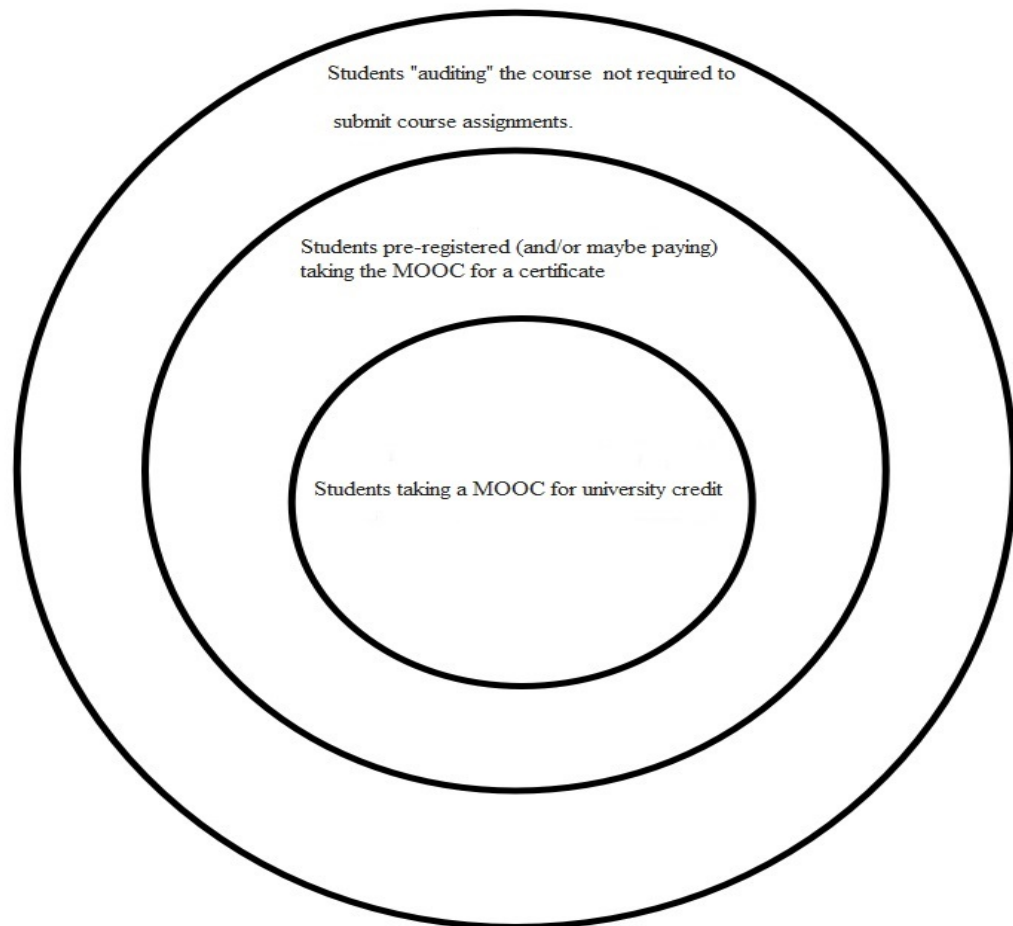 Students "auditing" the course not required to
submit course assignments.
Students pre-registered (and/or maybe paying)
taking the MOOC for a certificate
Students taking a MOOC for university credit